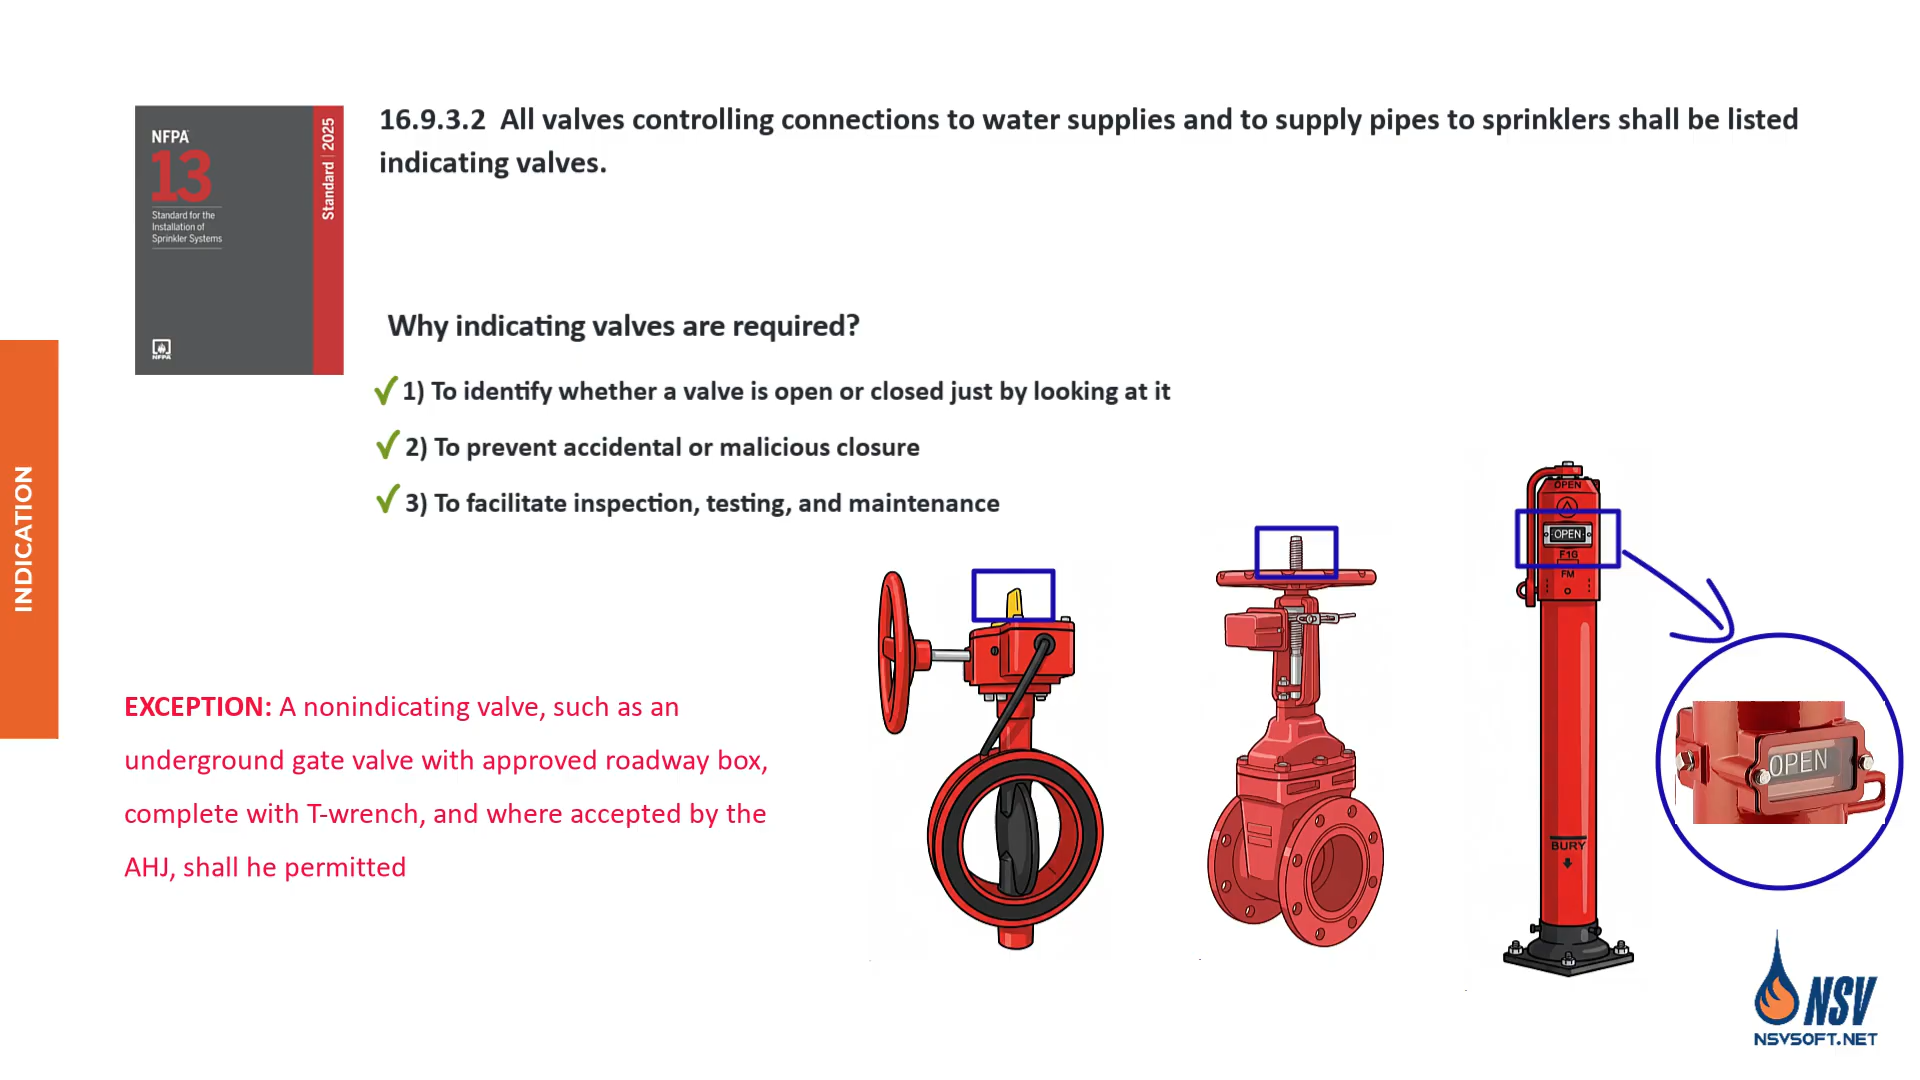 NFPA
13
Standard for the
Installation of
Sprinkler Systems
Standard | 2025
NFPA
16.9.3.2 All valves controlling connections to water supplies and to supply pipes to sprinklers shall be listed
indicating valves.
Why indicating valves are required?
1) To identify whether a valve is open or closed just by looking at it
2) To prevent accidental or malicious closure
3) To facilitate inspection, testing, and maintenance
INDICATION
EXCEPTION: A nonindicating valve, such as an
underground gate valve with approved roadway box,
complete with T-wrench, and where accepted by the
AHJ, shall he permitted
OPEN
OPEN
F1G
FM
BURY
OPEN
NSV
NSVSOFT.NET